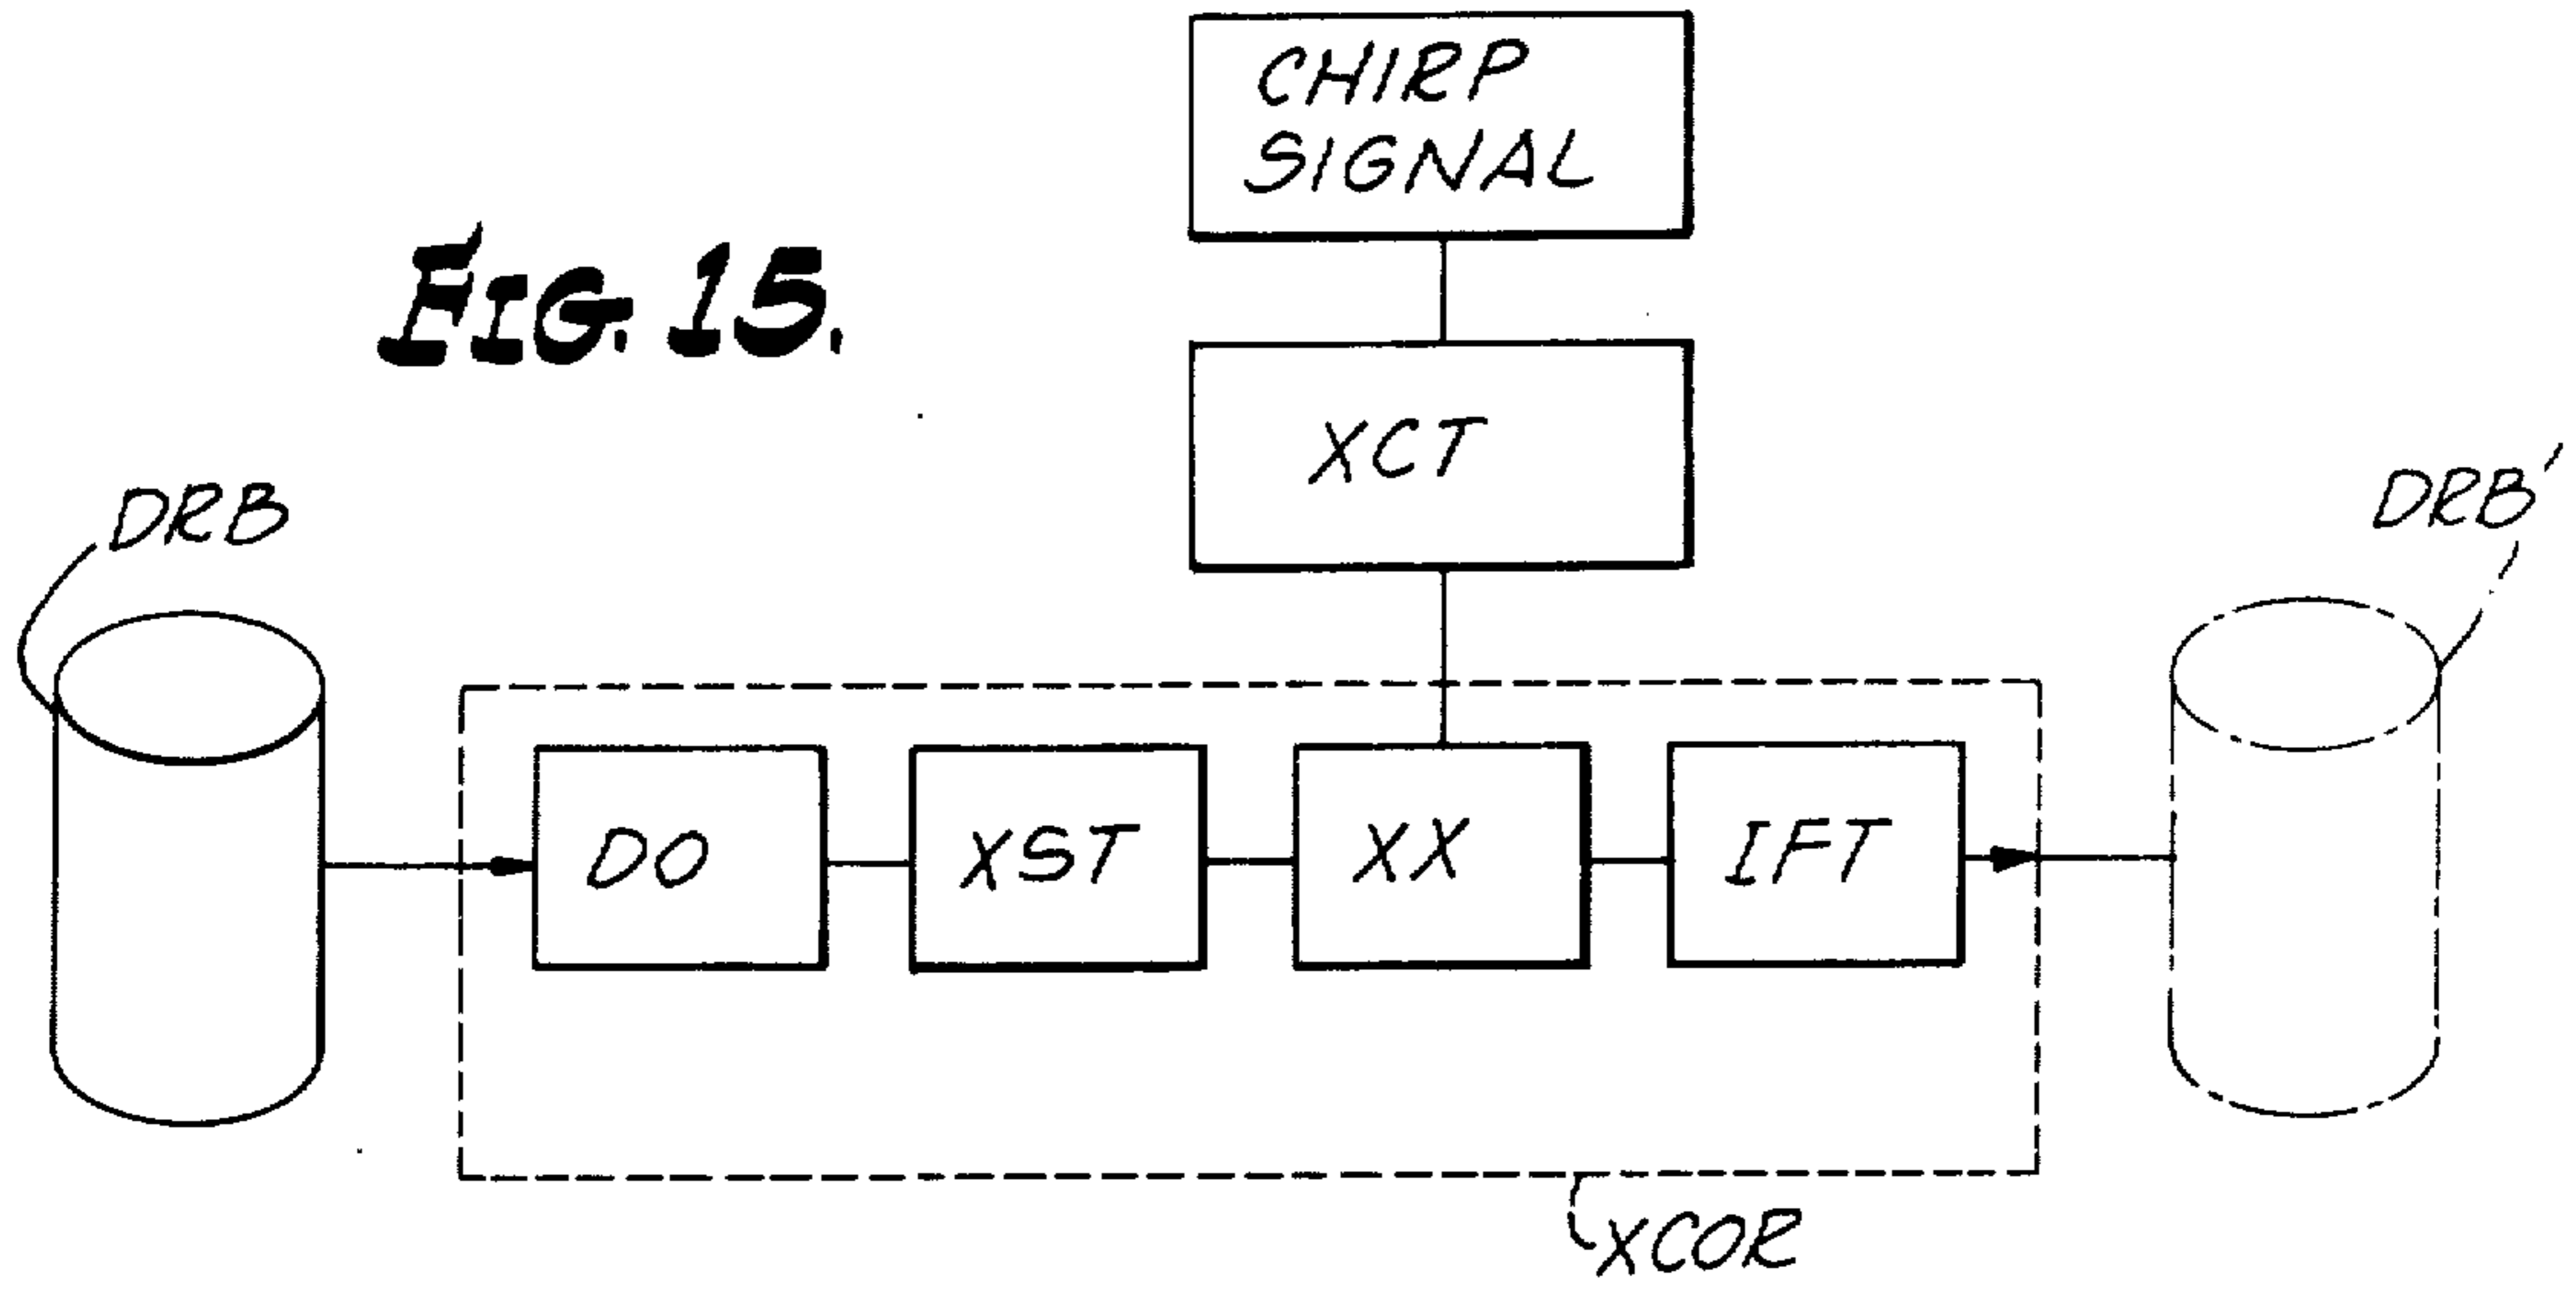 CHIRP
SIGNAL
FIG. 15.
XCT
DRB
DRB'
DO
XST
XX
IFT
XCOR